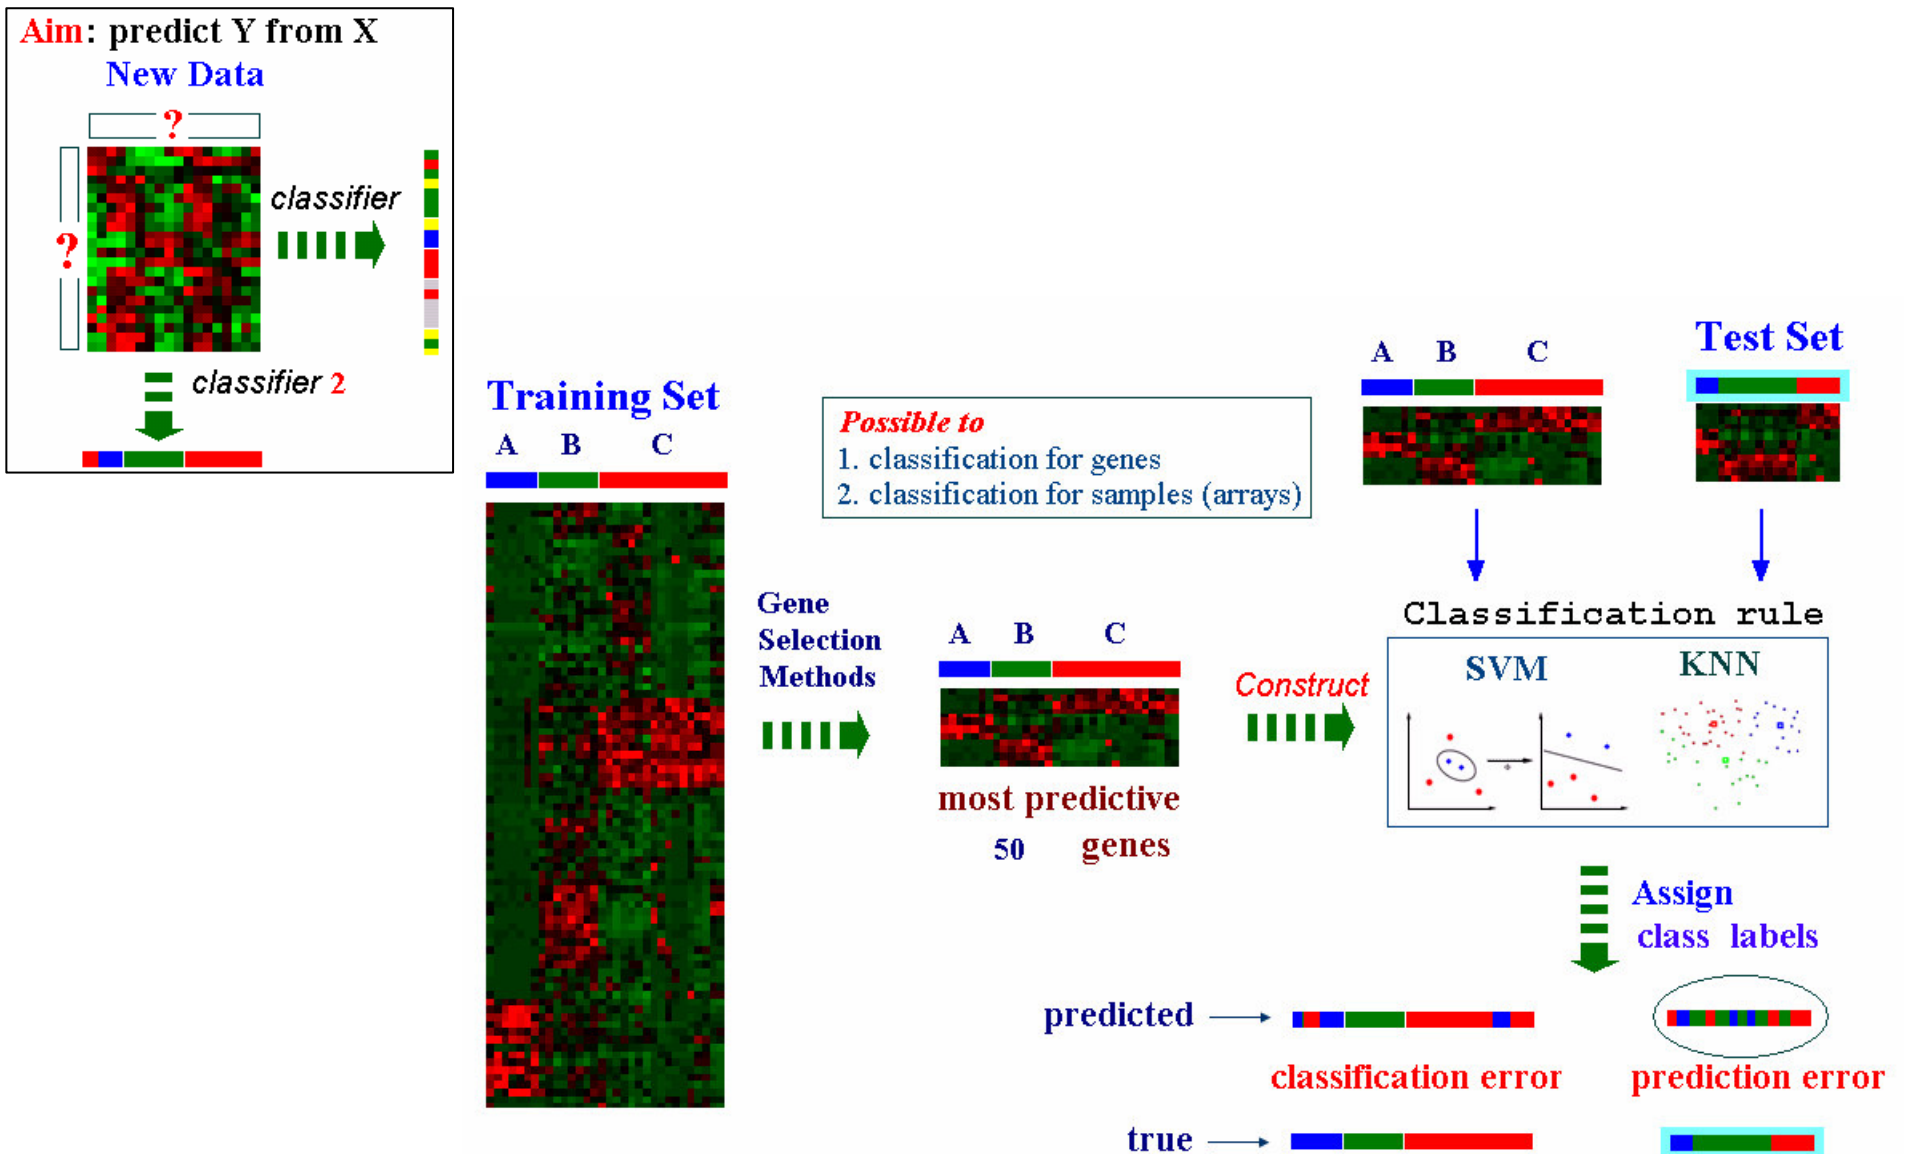 Aim: predict Y from X
New Data
?
?
classifier
classifier 2
Training Set
A B C
Gene
Selection
Methods
Possible to
1. classification for genes
2. classification for samples (arrays)
A B C
most predictive
50 genes
Construct
A B C
Test Set
Classification rule
SVM KNN
Φ
Assign
class labels
predicted
classification error
prediction error
true